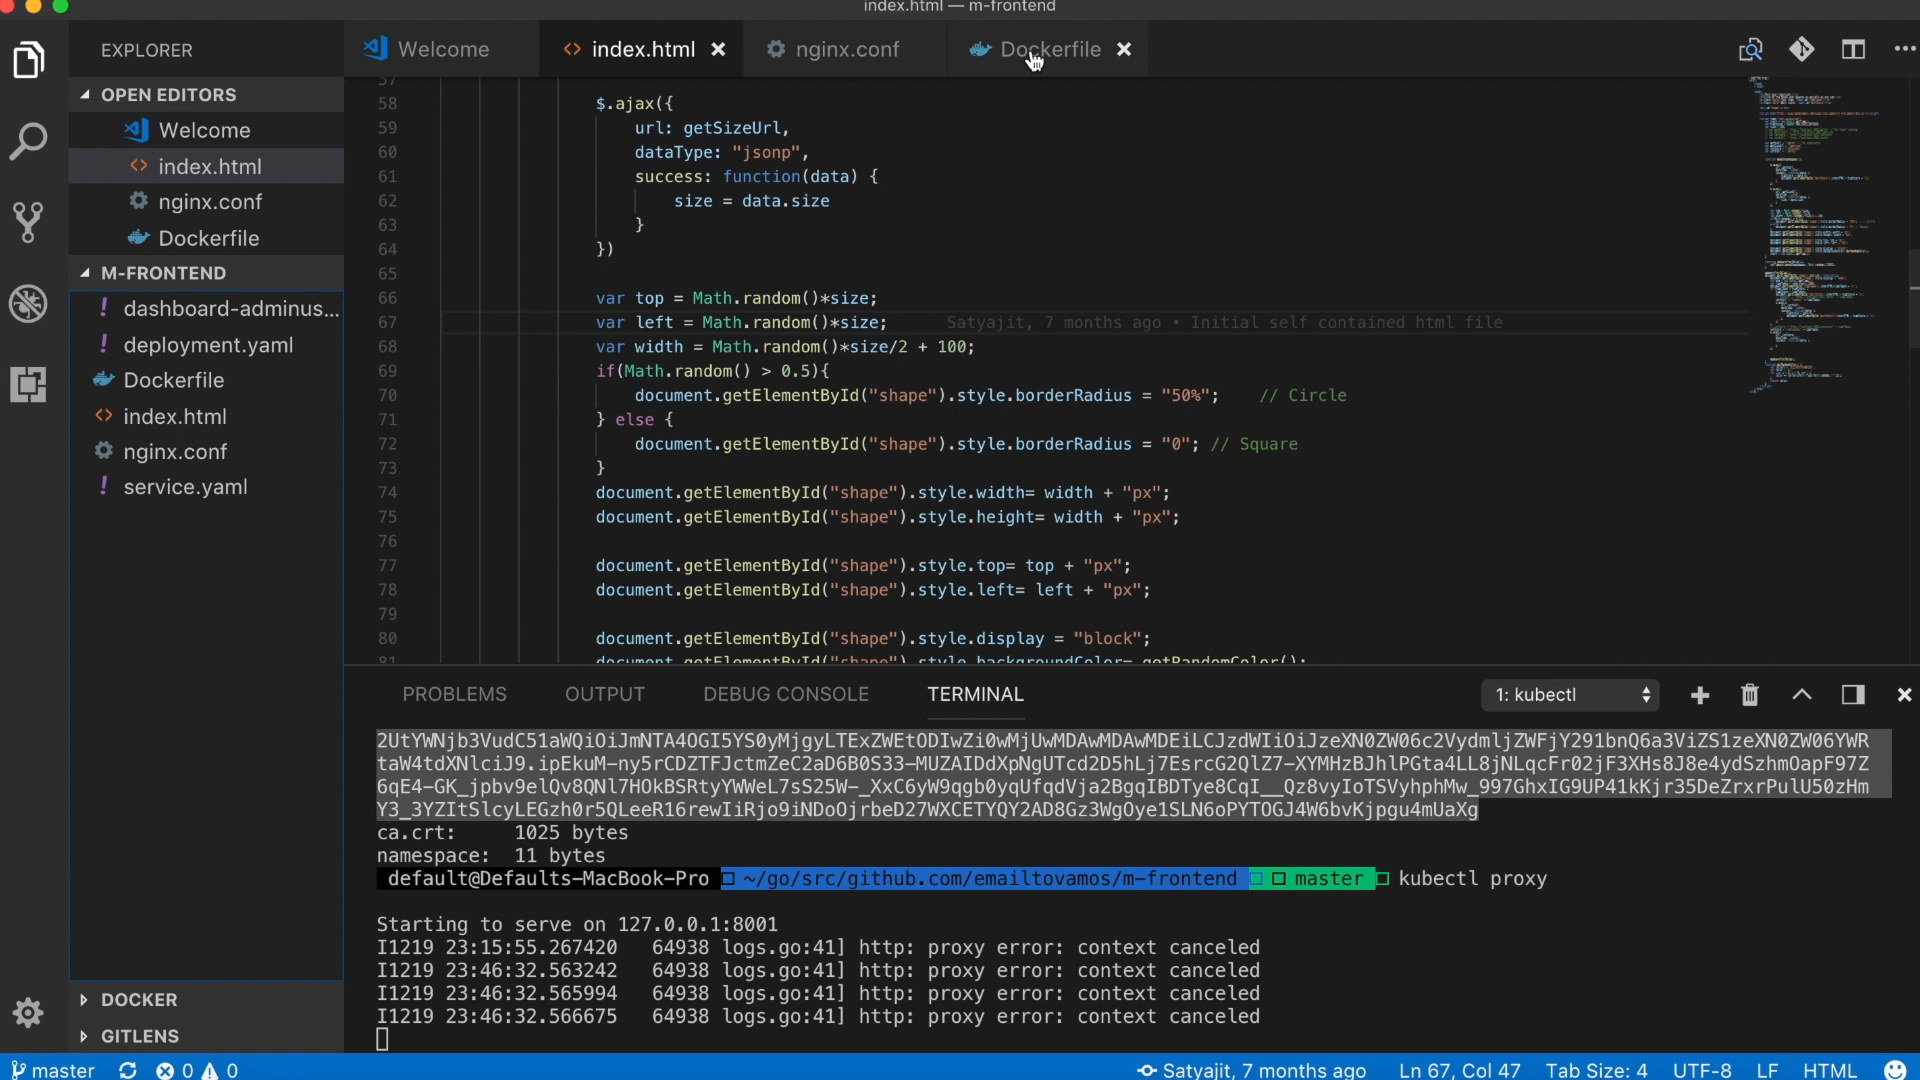 index.html — m-frontend
EXPLORER
Welcome
index.html
nginx.conf
Dockerfile
OPEN EDITORS
Welcome
index.html
nginx.conf
Dockerfile
M-FRONTEND
dashboard-adminus...
deployment.yaml
Dockerfile
index.html
nginx.conf
service.yaml
DOCKER
GITLENS
57
58 $.ajax({
59 url: getSizeUrl,
60 dataType: "jsonp",
61 success: function(data) {
62 size = data.size
63 }
64 })
65
66 var top = Math.random()*size;
67 var left = Math.random()*size; Satyajit, 7 months ago • Initial self contained html file
68 var width = Math.random()*size/2 + 100;
69 if(Math.random() > 0.5){
70 document.getElementById("shape").style.borderRadius = "50%"; // Circle
71 } else {
72 document.getElementById("shape").style.borderRadius = "0"; // Square
73 }
74 document.getElementById("shape").style.width= width + "px";
75 document.getElementById("shape").style.height= width + "px";
76
77 document.getElementById("shape").style.top= top + "px";
78 document.getElementById("shape").style.left= left + "px";
79
80 document.getElementById("shape").style.display = "block";
81 document.getElementById("shape").style.backgroundColor= getRandomColor();
PROBLEMS OUTPUT DEBUG CONSOLE TERMINAL 1: kubectl
ca.crt: 1025 bytes
namespace: 11 bytes
default@Defaults-MacBook-Pro ~/go/src/github.com/emailtovamos/m-frontend master kubectl proxy
Starting to serve on 127.0.0.1:8001
I1219 23:15:55.267420 64938 logs.go:41] http: proxy error: context canceled
I1219 23:46:32.563242 64938 logs.go:41] http: proxy error: context canceled
I1219 23:46:32.565994 64938 logs.go:41] http: proxy error: context canceled
I1219 23:46:32.566675 64938 logs.go:41] http: proxy error: context canceled
master 0 0 Satyajit, 7 months ago Ln 67, Col 47 Tab Size: 4 UTF-8 LF HTML